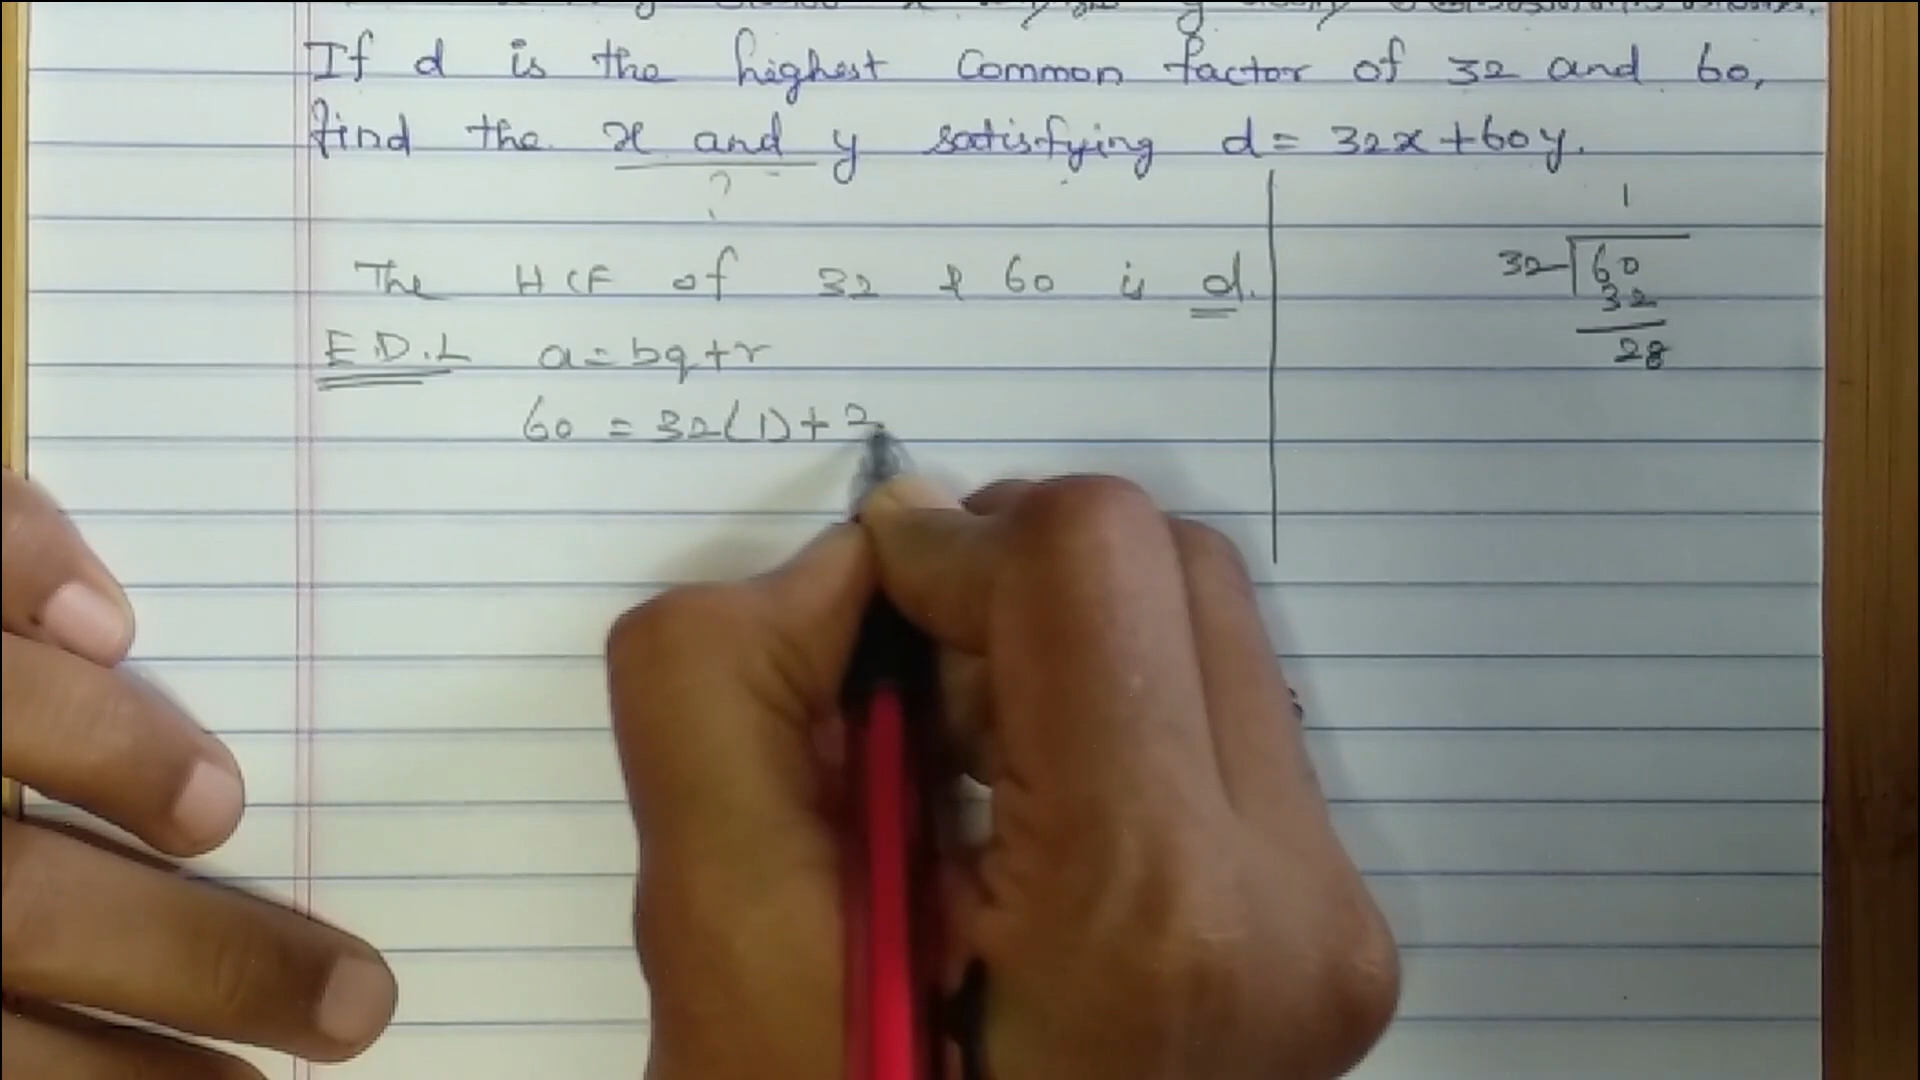 If d is the highest Common factor of 32 and 60,
find the x and y satisfying d = 32x + 60y.
?
The HCF of 32 & 60 is d.
E.D.L a = bq + r
60 = 32(1) + 2
1
32 60
32
28